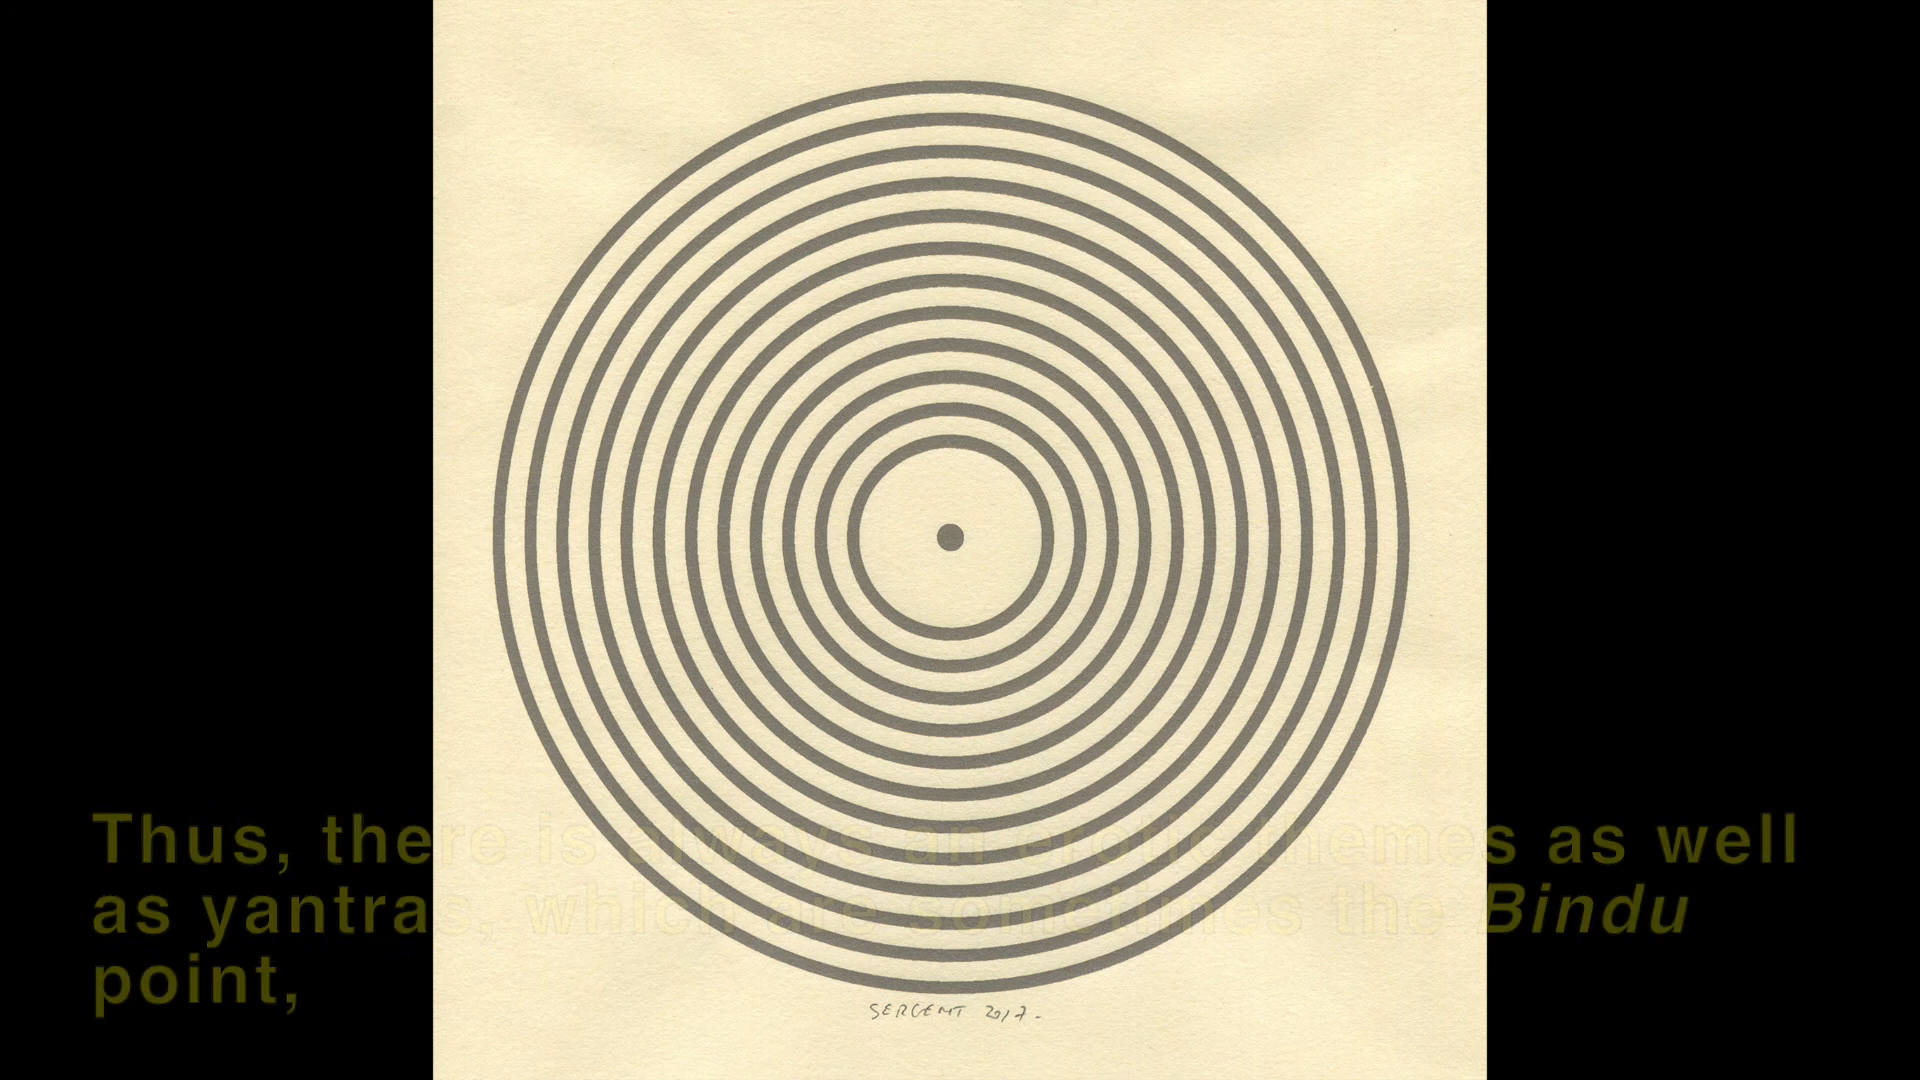 Thus, there is always an erotic themes as well
as yantras, which are sometimes the Bindu
point,
SERGENT 2017.